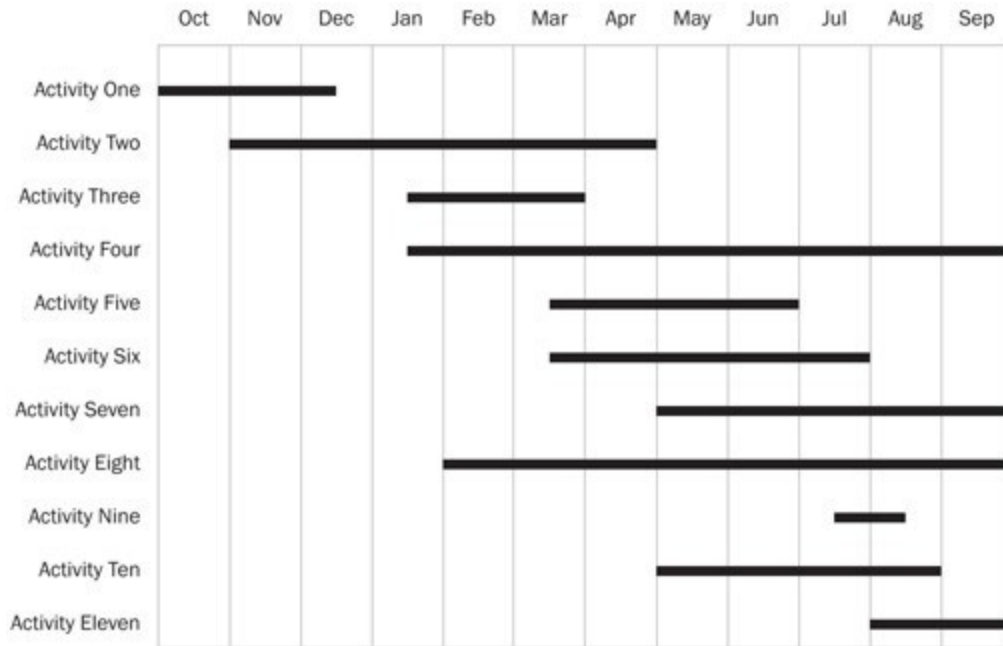 Oct Nov Dec Jan Feb Mar Apr May Jun Jul Aug Sep
Activity One
Activity Two
Activity Three
Activity Four
Activity Five
Activity Six
Activity Seven
Activity Eight
Activity Nine
Activity Ten
Activity Eleven